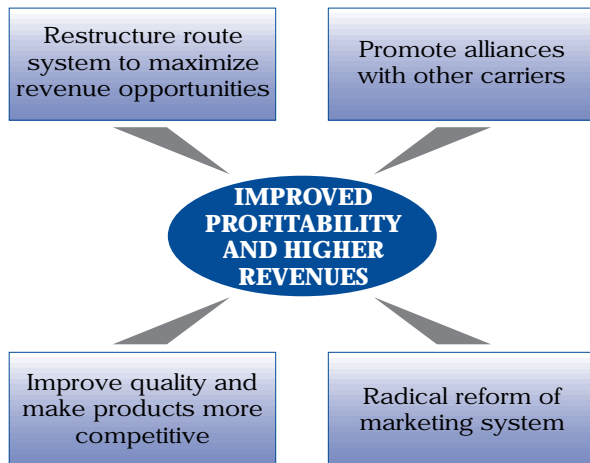 Restructure route
system to maximize
revenue opportunities
Promote alliances
with other carriers
IMPROVED
PROFITABILITY
AND HIGHER
REVENUES
Improve quality and
make products more
competitive
Radical reform of
marketing system